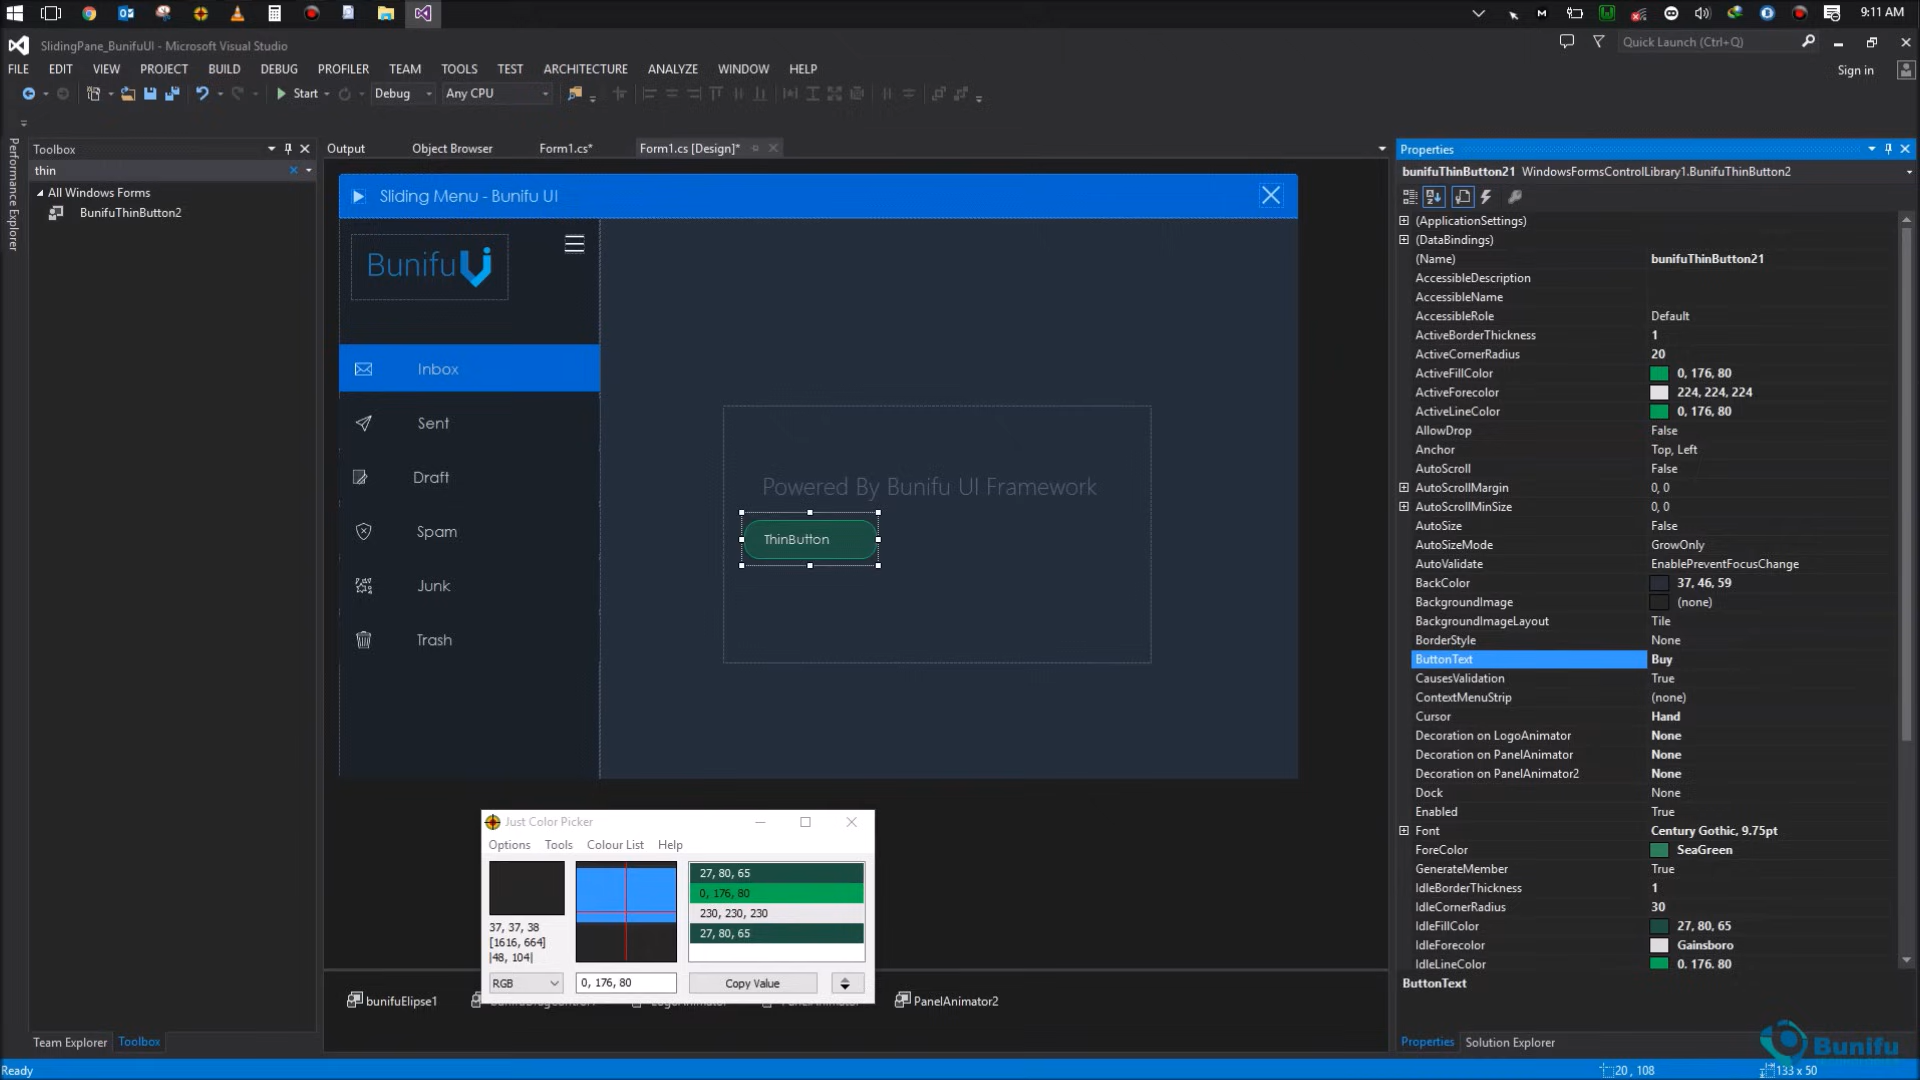 9:11 AM
SlidingPane_BunifuUI - Microsoft Visual Studio
Quick Launch (Ctrl+Q)
FILE EDIT VIEW PROJECT BUILD DEBUG PROFILER TEAM TOOLS TEST ARCHITECTURE ANALYZE WINDOW HELP
Sign in
Start Debug Any CPU
Performance Explorer
Toolbox
thin
All Windows Forms
BunifuThinButton2
Output Object Browser Form1.cs* Form1.cs [Design]*
Sliding Menu - Bunifu UI
Bunifu
Inbox
Sent
Draft
Spam
Junk
Trash
Powered By Bunifu UI Framework
ThinButton
Just Color Picker
Options Tools Colour List Help
27, 80, 65
0, 176, 80
230, 230, 230
27, 80, 65
37, 37, 38
[1616, 664]
|48, 104|
RGB 0, 176, 80 Copy Value
bunifuElipse1
PanelAnimator2
Properties
bunifuThinButton21 WindowsFormsControlLibrary1.BunifuThinButton2
(ApplicationSettings)
(DataBindings)
(Name) bunifuThinButton21
AccessibleDescription
AccessibleName
AccessibleRole Default
ActiveBorderThickness 1
ActiveCornerRadius 20
ActiveFillColor 0, 176, 80
ActiveForecolor 224, 224, 224
ActiveLineColor 0, 176, 80
AllowDrop False
Anchor Top, Left
AutoScroll False
AutoScrollMargin 0, 0
AutoScrollMinSize 0, 0
AutoSize False
AutoSizeMode GrowOnly
AutoValidate EnablePreventFocusChange
BackColor 37, 46, 59
BackgroundImage (none)
BackgroundImageLayout Tile
BorderStyle None
ButtonText Buy
CausesValidation True
ContextMenuStrip (none)
Cursor Hand
Decoration on LogoAnimator None
Decoration on PanelAnimator None
Decoration on PanelAnimator2 None
Dock None
Enabled True
Font Century Gothic, 9.75pt
ForeColor SeaGreen
GenerateMember True
IdleBorderThickness 1
IdleCornerRadius 30
IdleFillColor 27, 80, 65
IdleForecolor Gainsboro
IdleLineColor 0, 176, 80
ButtonText
Team Explorer Toolbox
Properties Solution Explorer
Bunifu
Ready
20 , 108
133 x 50